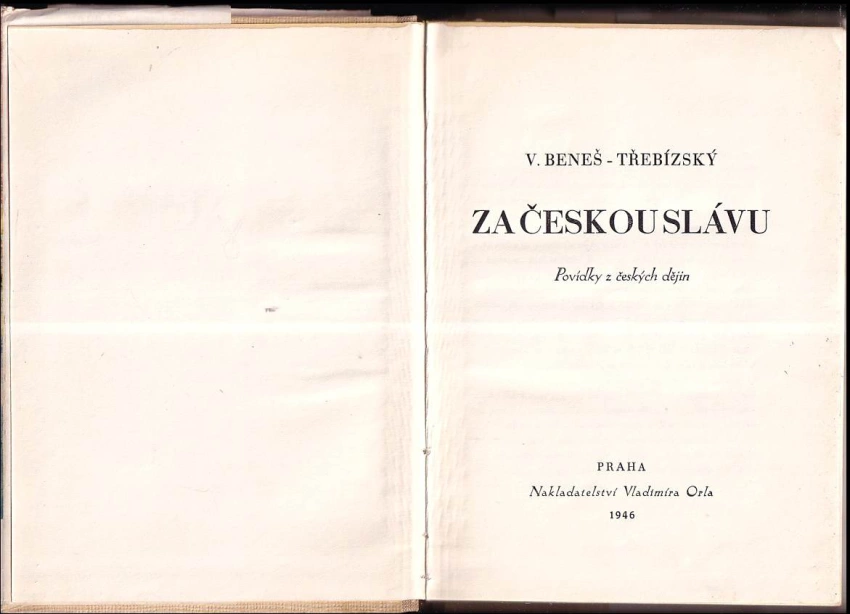 V. BENEŠ - TŘEBÍZSKÝ
ZA ČESKOU SLÁVU
Povídky z českých dějin
PRAHA
Nakladatelství Vladimíra Orla
1946